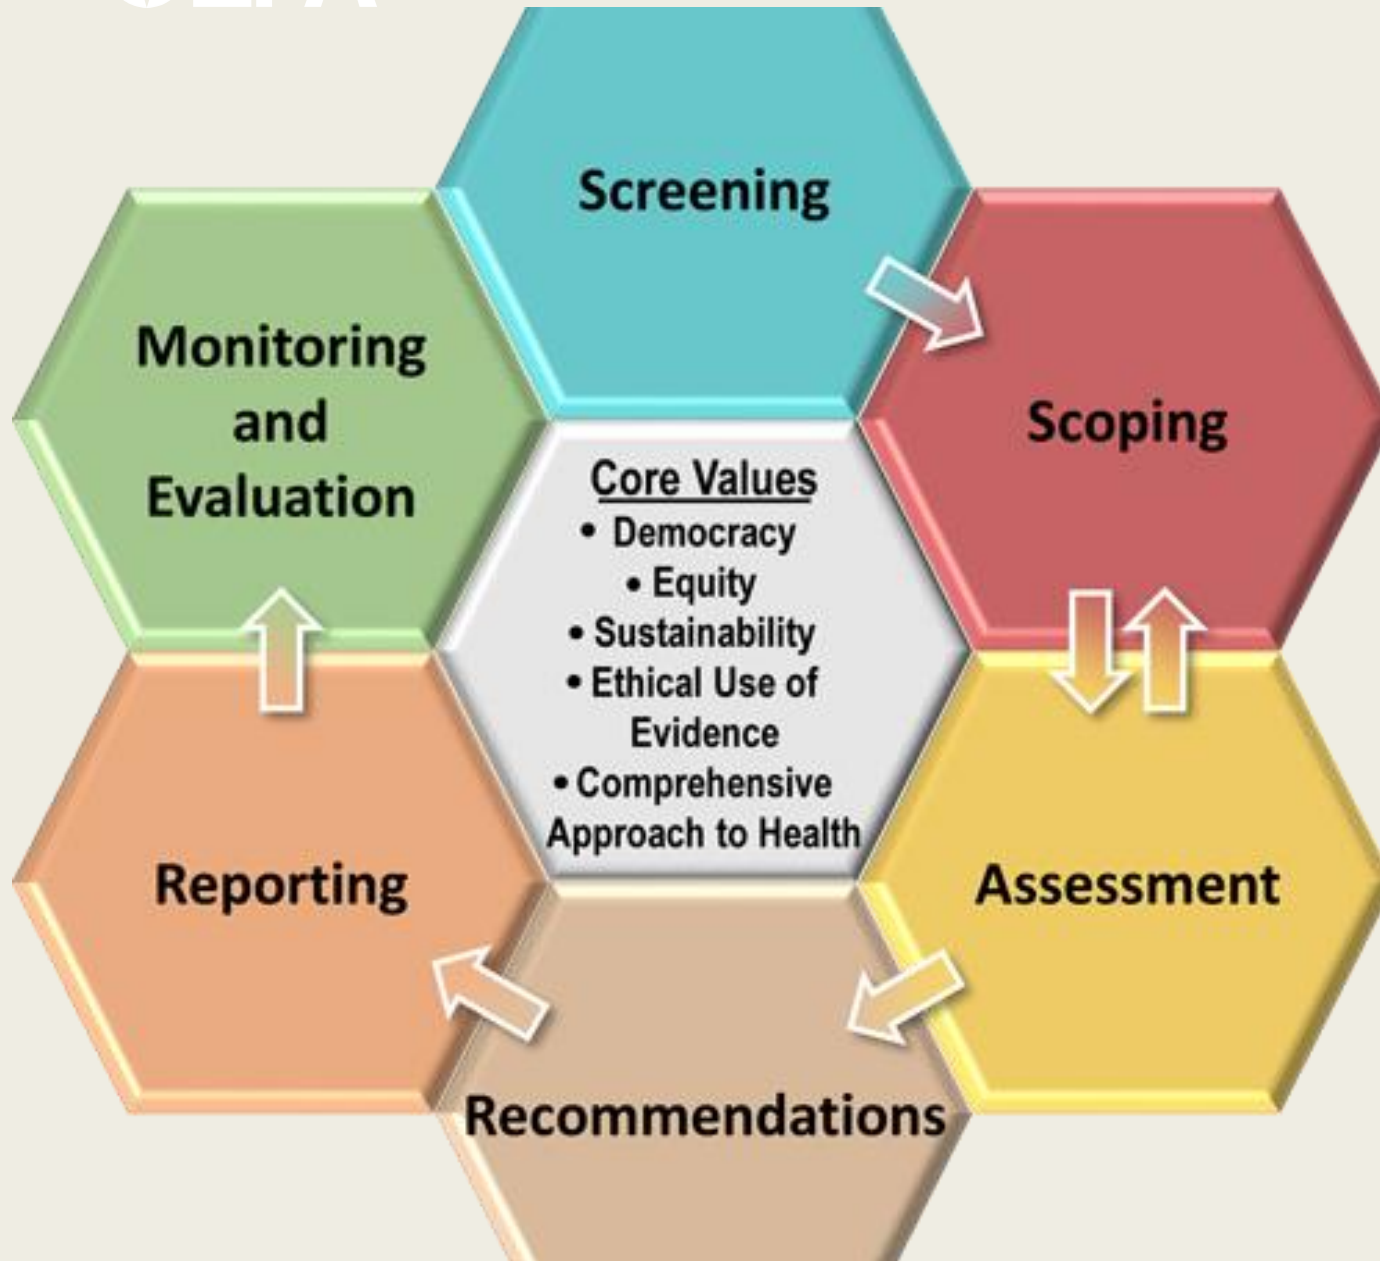 Screening
Scoping
Monitoring
and
Evaluation
Core Values
• Democracy
• Equity
• Sustainability
• Ethical Use of
Evidence
• Comprehensive
Approach to Health
Assessment
Reporting
Recommendations